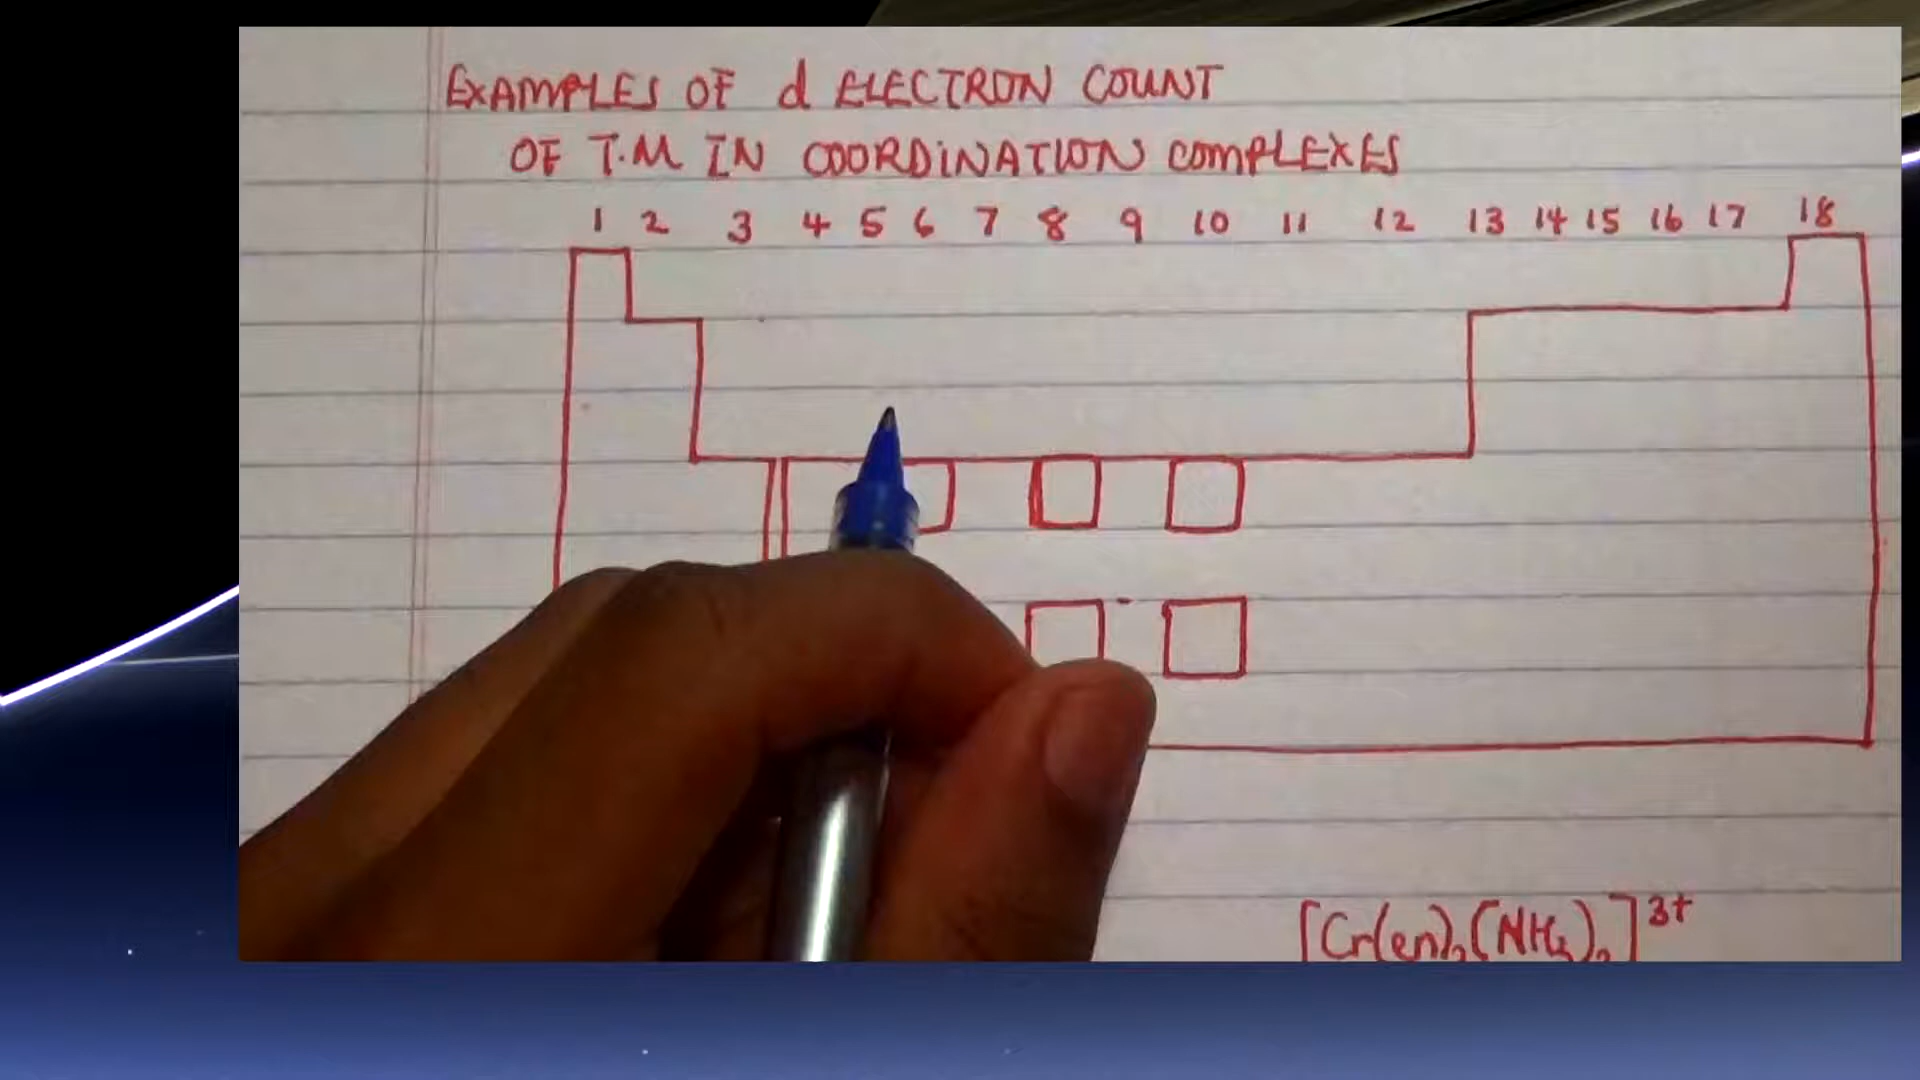 EXAMPLES OF d ELECTRON COUNT
OF T.M IN COORDINATION COMPLEXES
1 2 3 4 5 6 7 8 9 10 11 12 13 14 15 16 17 18
[Cr(en)₂(NH₃)₂]³⁺